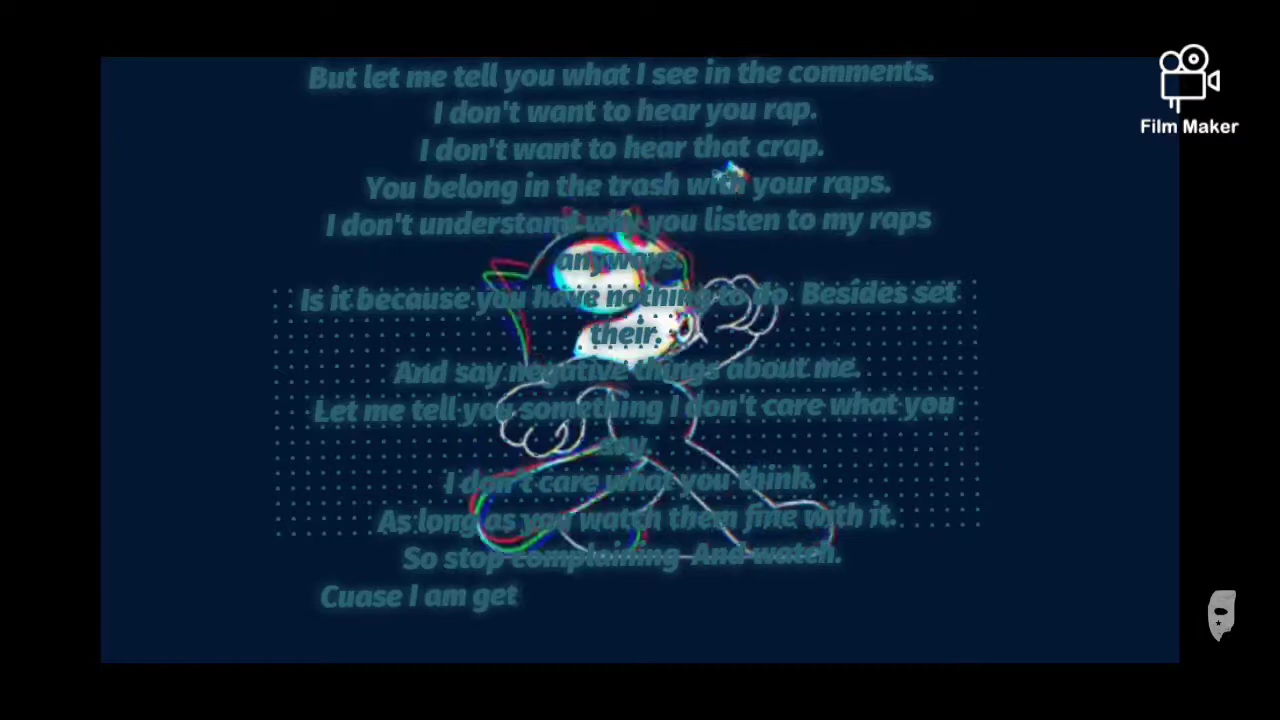 But let me tell you what I see in the comments.
I don't want to hear you rap.
I don't want to hear that crap.
You belong in the trash with your raps.
I don't understand why you listen to my raps
anyways.
Is it because you have nothing to do Besides set
their.
And say negative things about me.
Let me tell you something I don't care what you
say.
I don't care what you think.
As long as you watch them fine with it.
So stop complaining And watch.
Cuase I am get
Film Maker